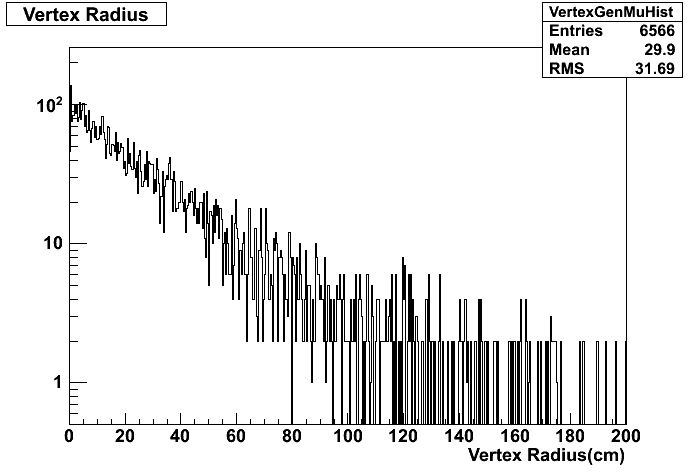 Vertex Radius
VertexGenMuHist
Entries 6566
Mean 29.9
RMS 31.69
10²
10
1
0 20 40 60 80 100 120 140 160 180 200
Vertex Radius(cm)